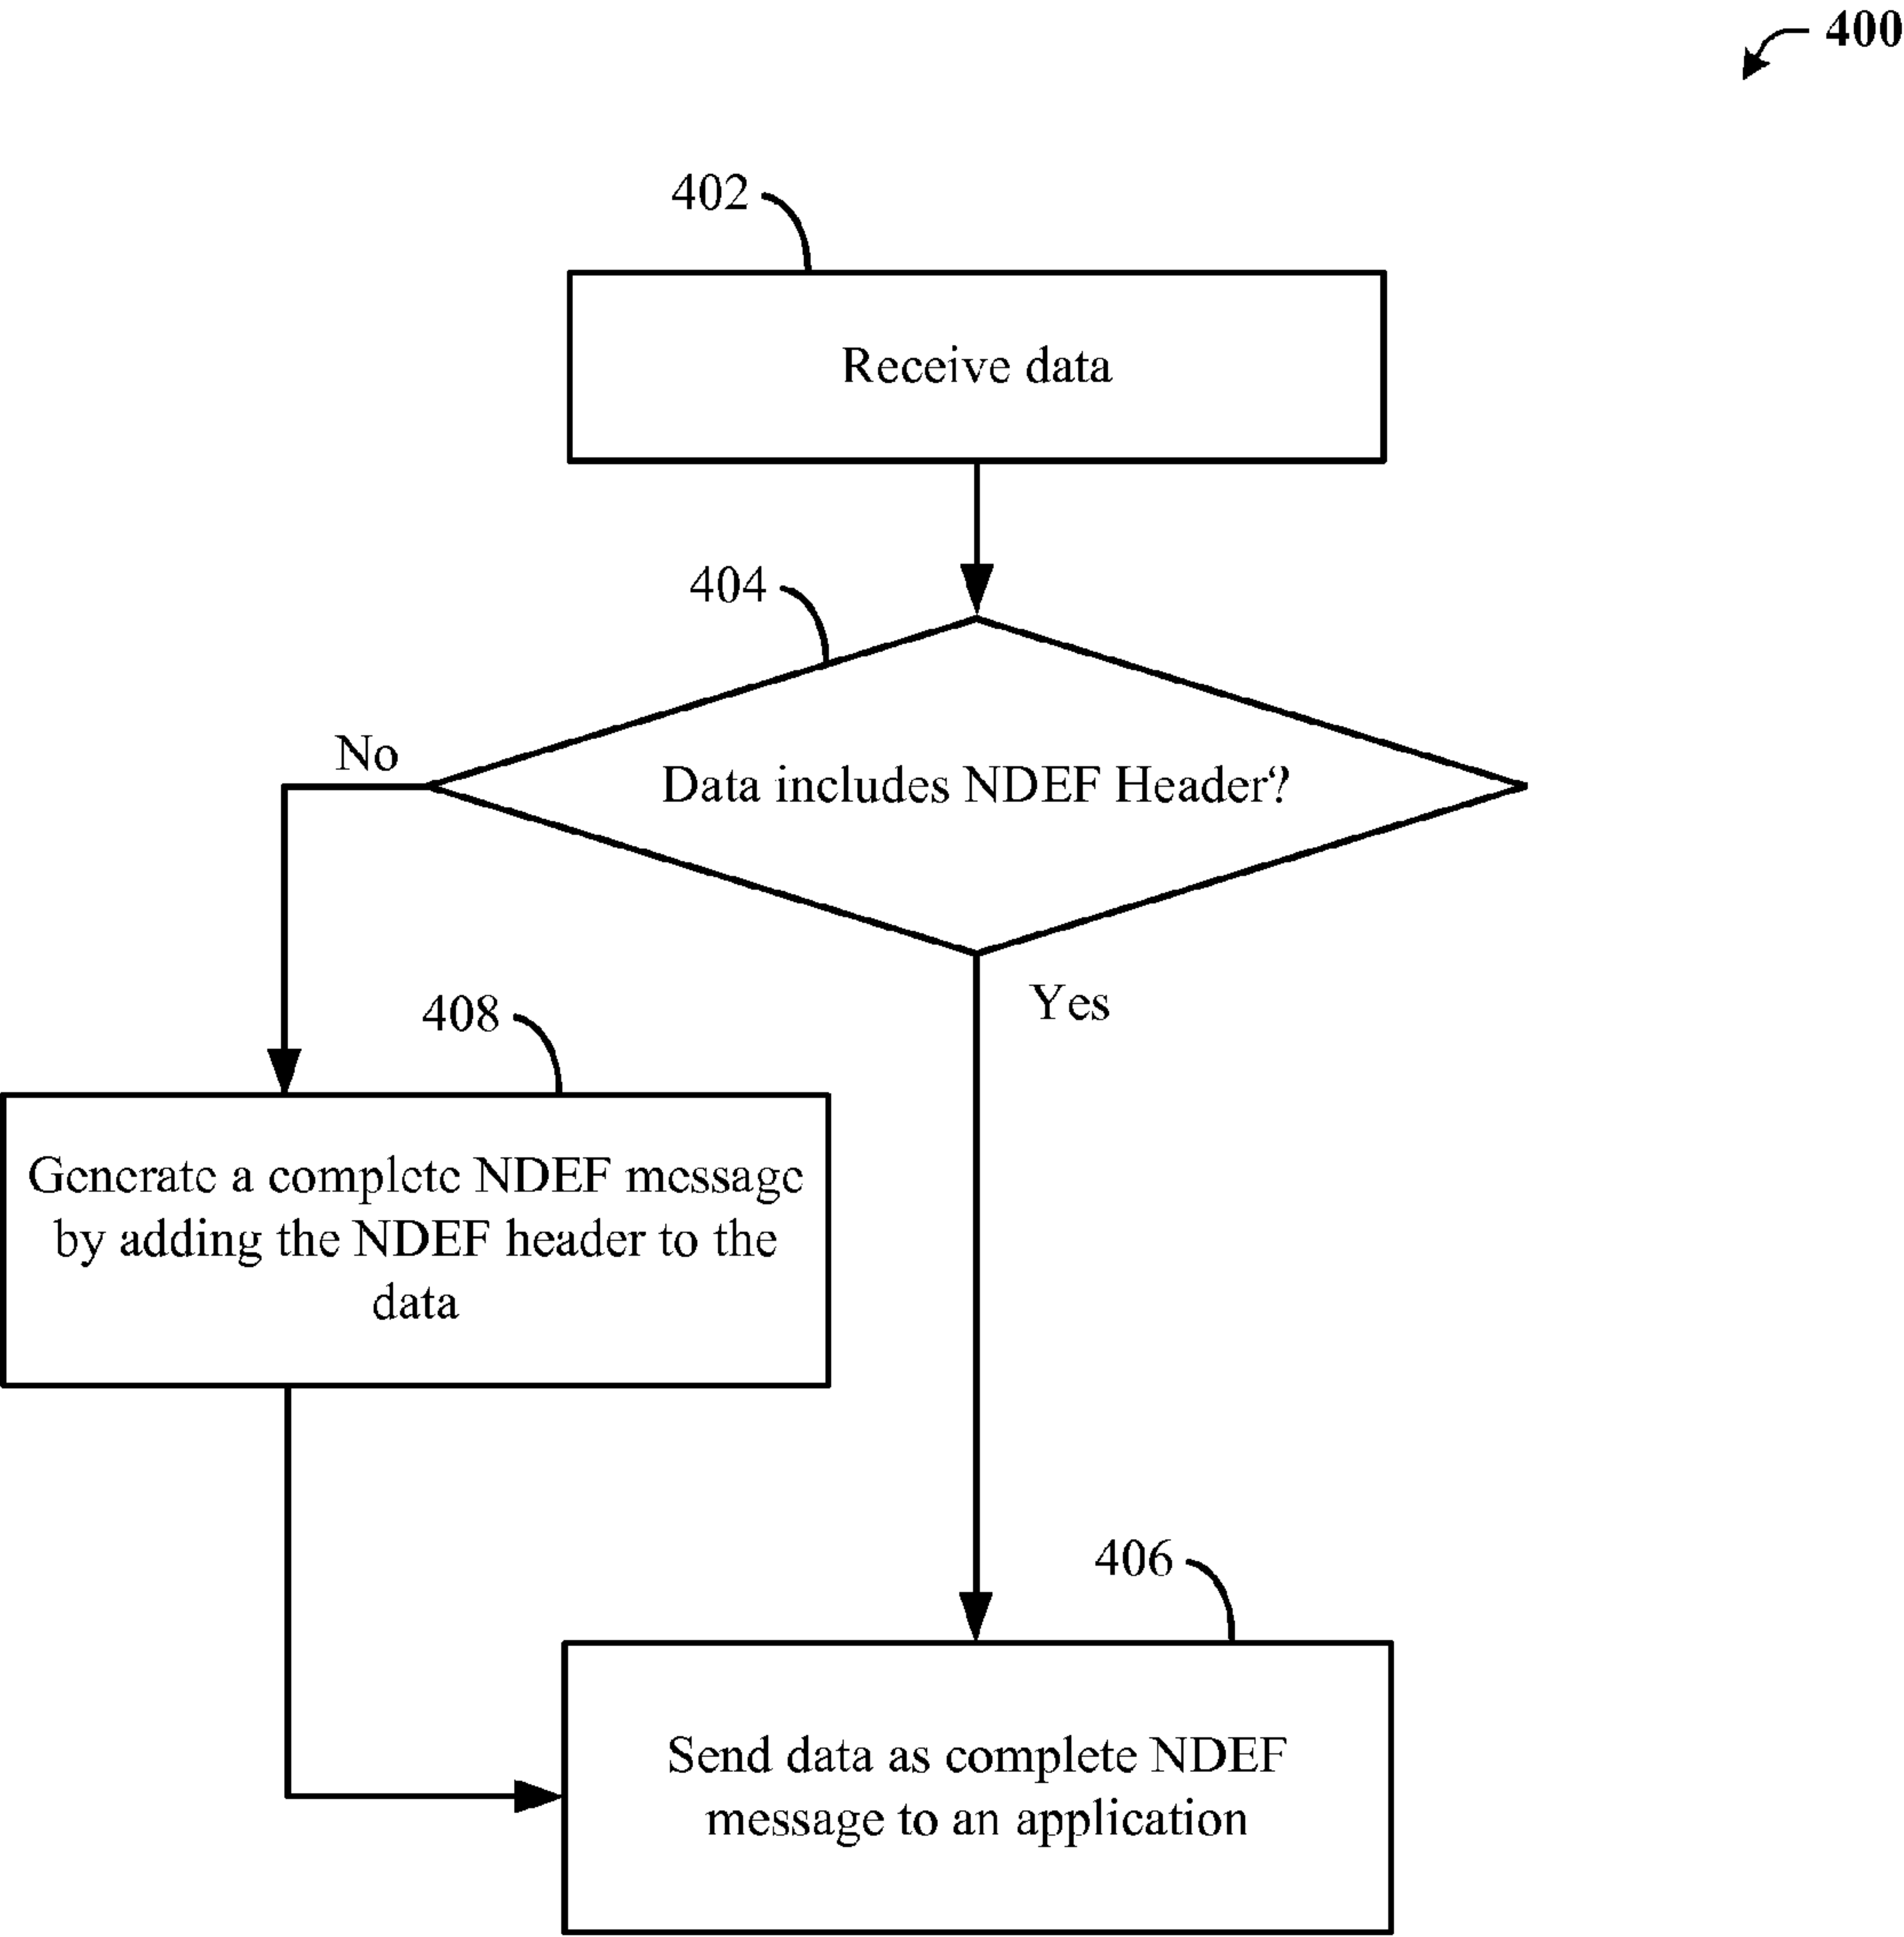 400
402
Receive data
404
Data includes NDEF Header?
No
Yes
408
Generate a complete NDEF message
by adding the NDEF header to the
data
406
Send data as complete NDEF
message to an application